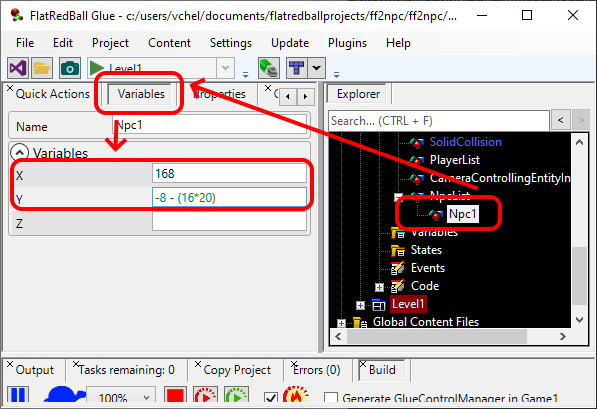 FlatRedBall Glue - c:/users/vchel/documents/flatredballprojects/ff2npc/ff2npc/...
File Edit Project Content Settings Update Plugins Help
Level1
Quick Actions Variables Properties
Name Npc1
Variables
X 168
Y -8 - (16*20)
Z
Explorer
Search... (CTRL + F) < >
SolidCollision
PlayerList
CameraControllingEntityIn
NpcList
Npc1
Variables
States
Events
Code
Level1
Global Content Files
Output Tasks remaining: 0 Copy Project Errors (0) Build
100% Generate GlueControlManager in Game1